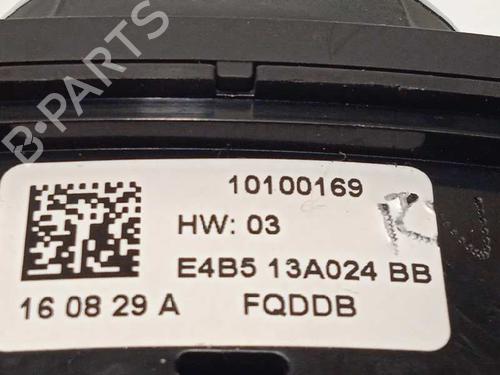 B-PARTS
10100169
HW: 03
E4B5 13A024 BB
16 08 29 A FQDDB